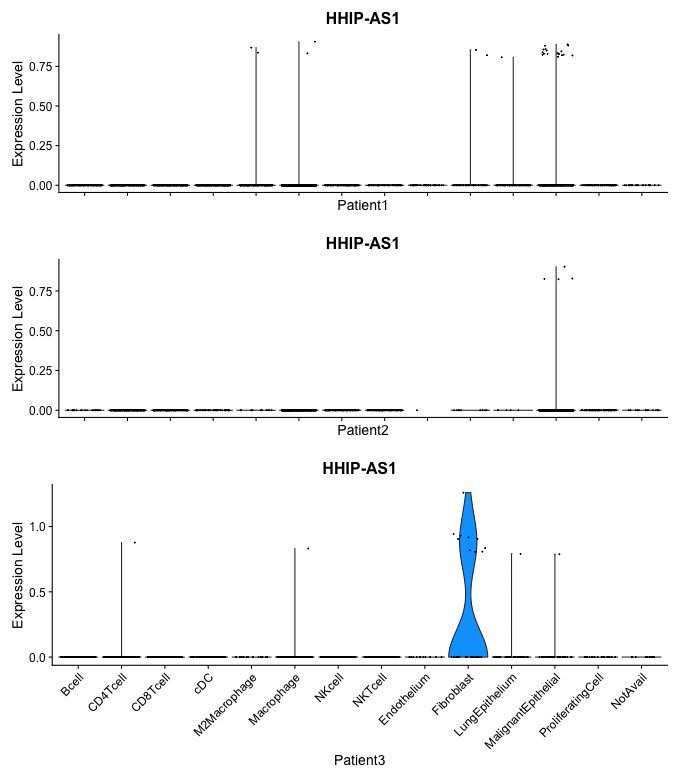 HHIP-AS1
Expression Level
0.75
0.50
0.25
0.00
Patient1
HHIP-AS1
Expression Level
0.75
0.50
0.25
0.00
Patient2
HHIP-AS1
Expression Level
1.0
0.5
0.0
Bcell
CD4Tcell
CD8Tcell
cDC
M2Macrophage
Macrophage
NKcell
NKTcell
Endothelium
Fibroblast
LungEpithelium
MalignantEpithelial
ProliferatingCell
NotAvail
Patient3